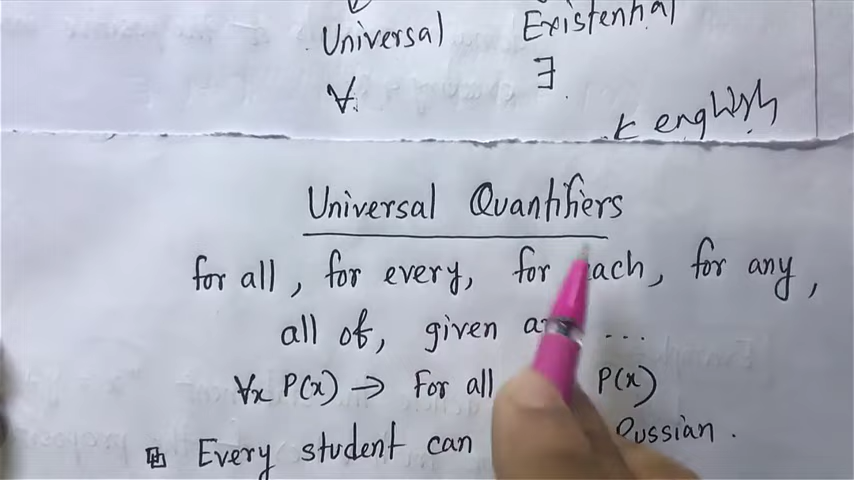 Universal Existential
∀ ∃
english
Universal Quantifiers
for all, for every, for each, for any,
all of, given any ...
∀x P(x) → For all P(x)
Every student can Russian.